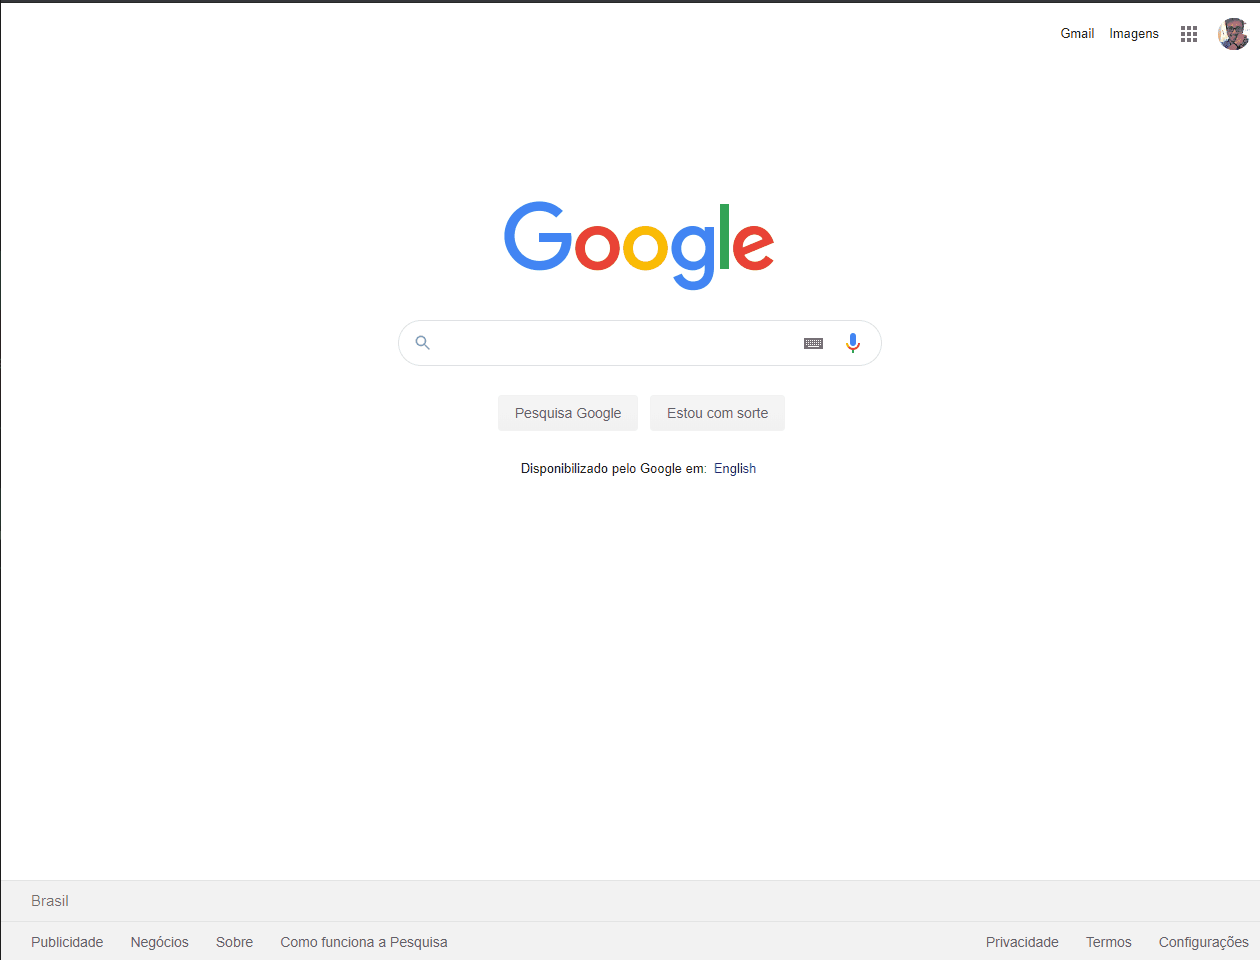 Gmail Imagens
Google
Pesquisa Google Estou com sorte
Disponibilizado pelo Google em: English
Brasil
Publicidade Negócios Sobre Como funciona a Pesquisa Privacidade Termos Configurações